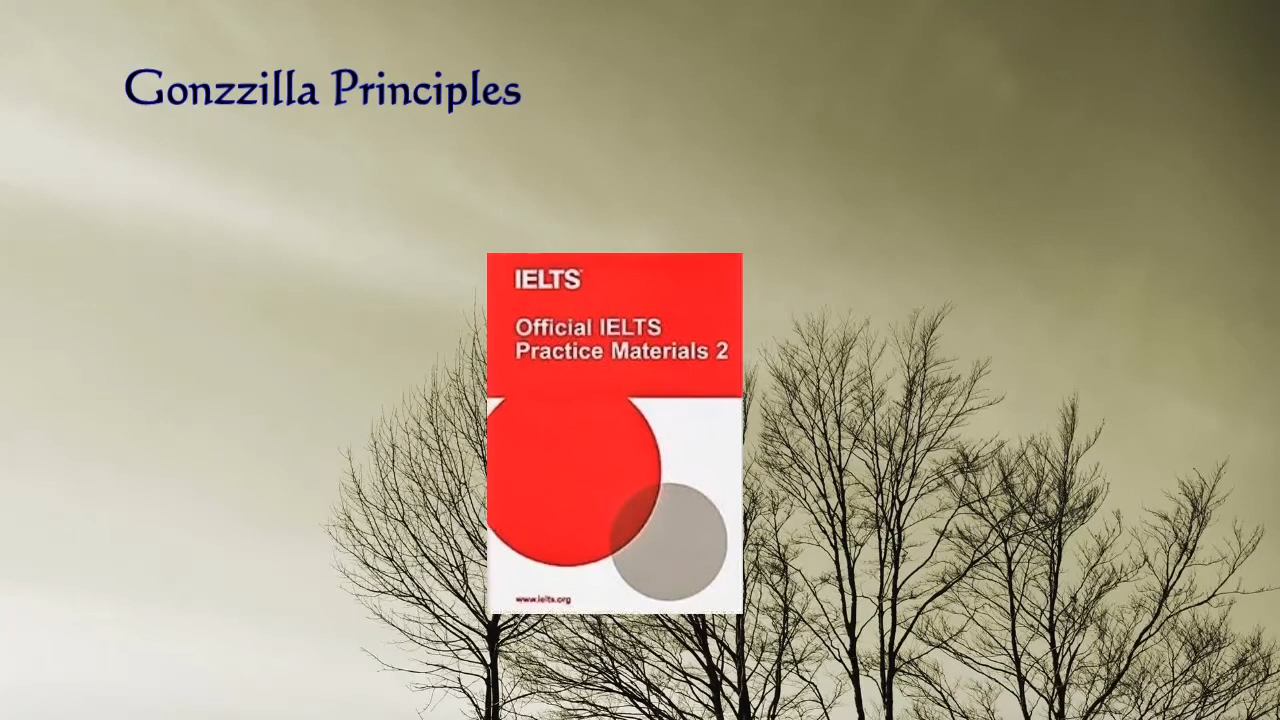 Gonzzilla Principles
IELTS
Official IELTS
Practice Materials 2
www.ielts.org